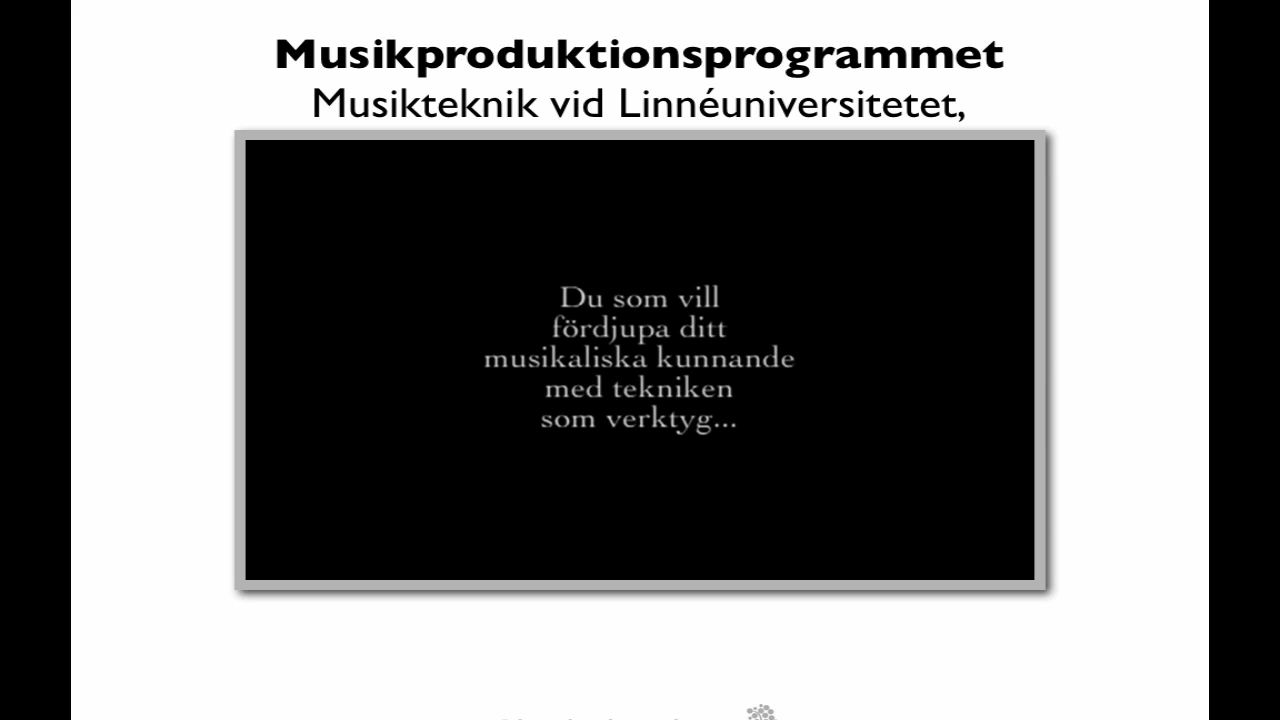 Musikproduktionsprogrammet
Musikteknik vid Linnéuniversitetet,
Du som vill
fördjupa ditt
musikaliska kunnande
med tekniken
som verktyg...